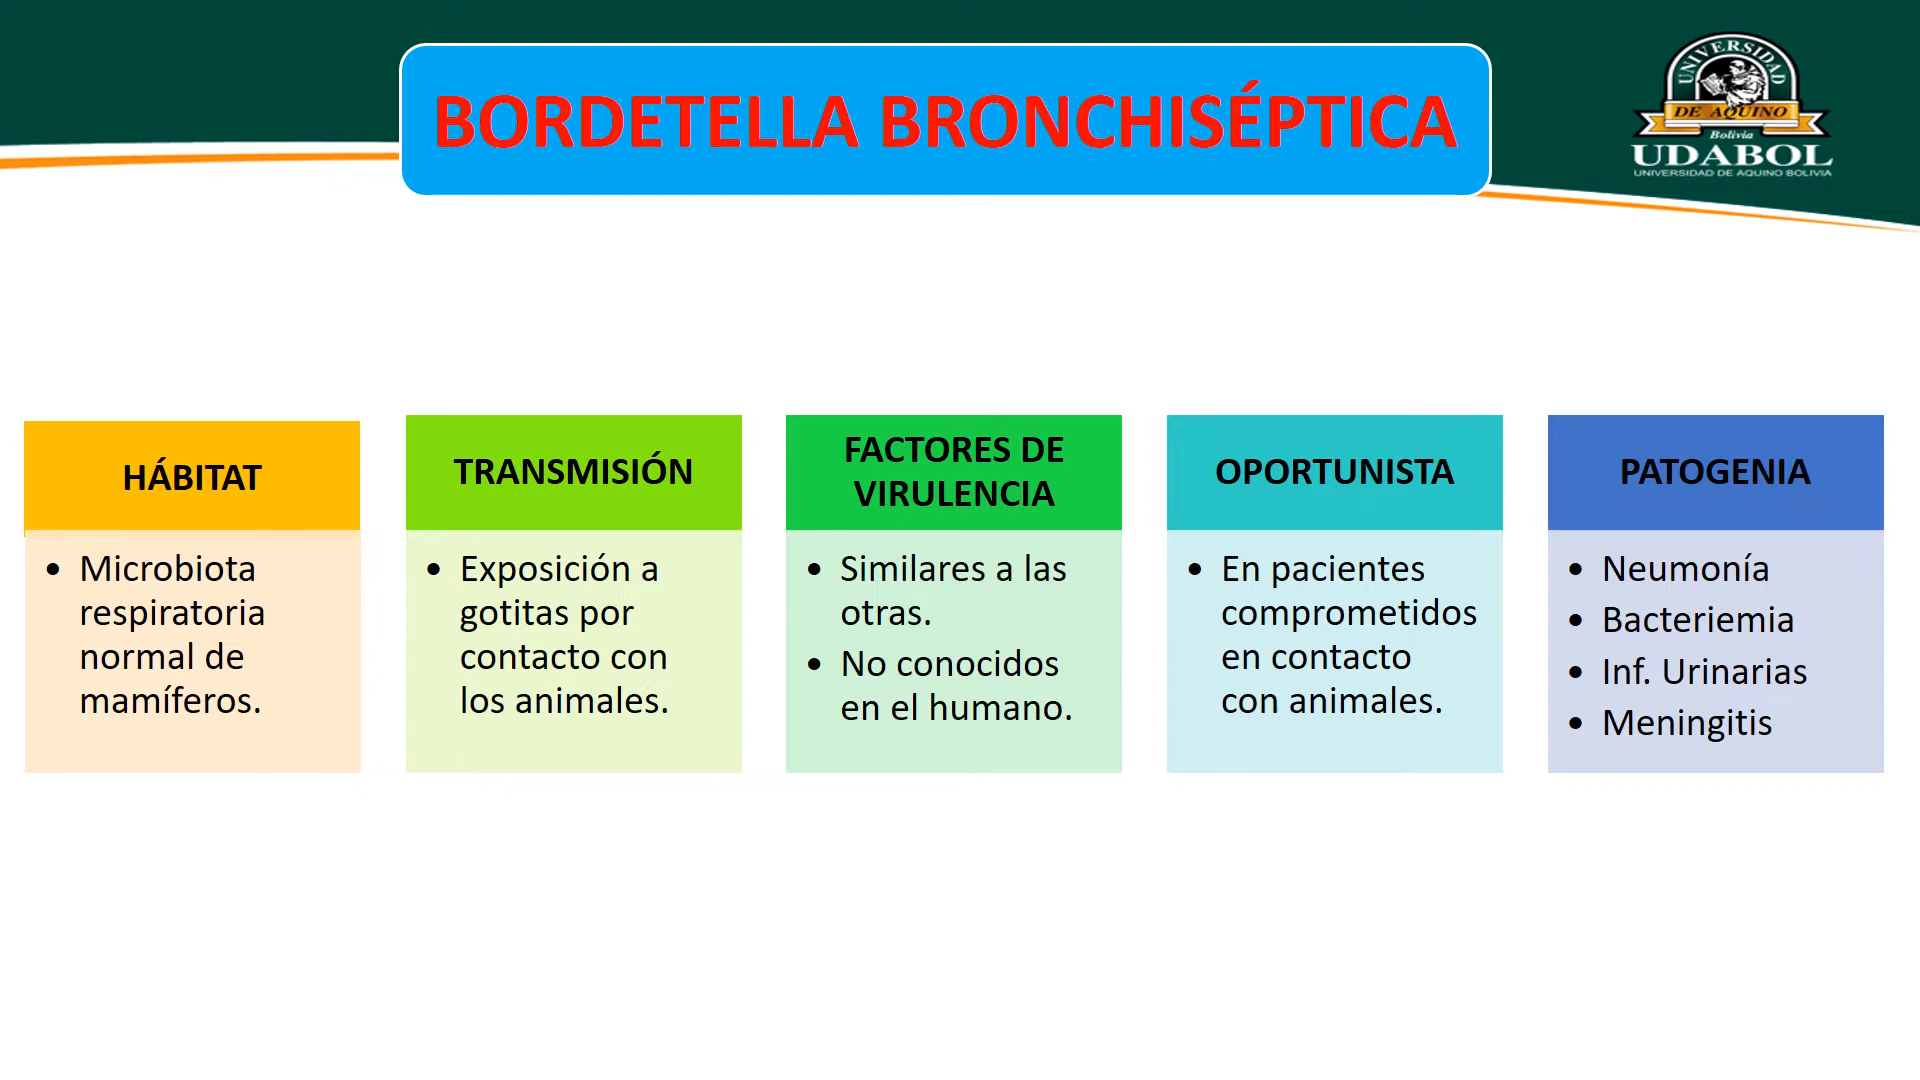 BORDETELLA BRONCHISÉPTICA
UNIVERSIDAD
DE AQUINO
Bolivia
UDABOL
UNIVERSIDAD DE AQUINO BOLIVIA
HÁBITAT
• Microbiota
respiratoria
normal de
mamíferos.
TRANSMISIÓN
• Exposición a
gotitas por
contacto con
los animales.
FACTORES DE
VIRULENCIA
• Similares a las
otras.
• No conocidos
en el humano.
OPORTUNISTA
• En pacientes
comprometidos
en contacto
con animales.
PATOGENIA
• Neumonía
• Bacteriemia
• Inf. Urinarias
• Meningitis